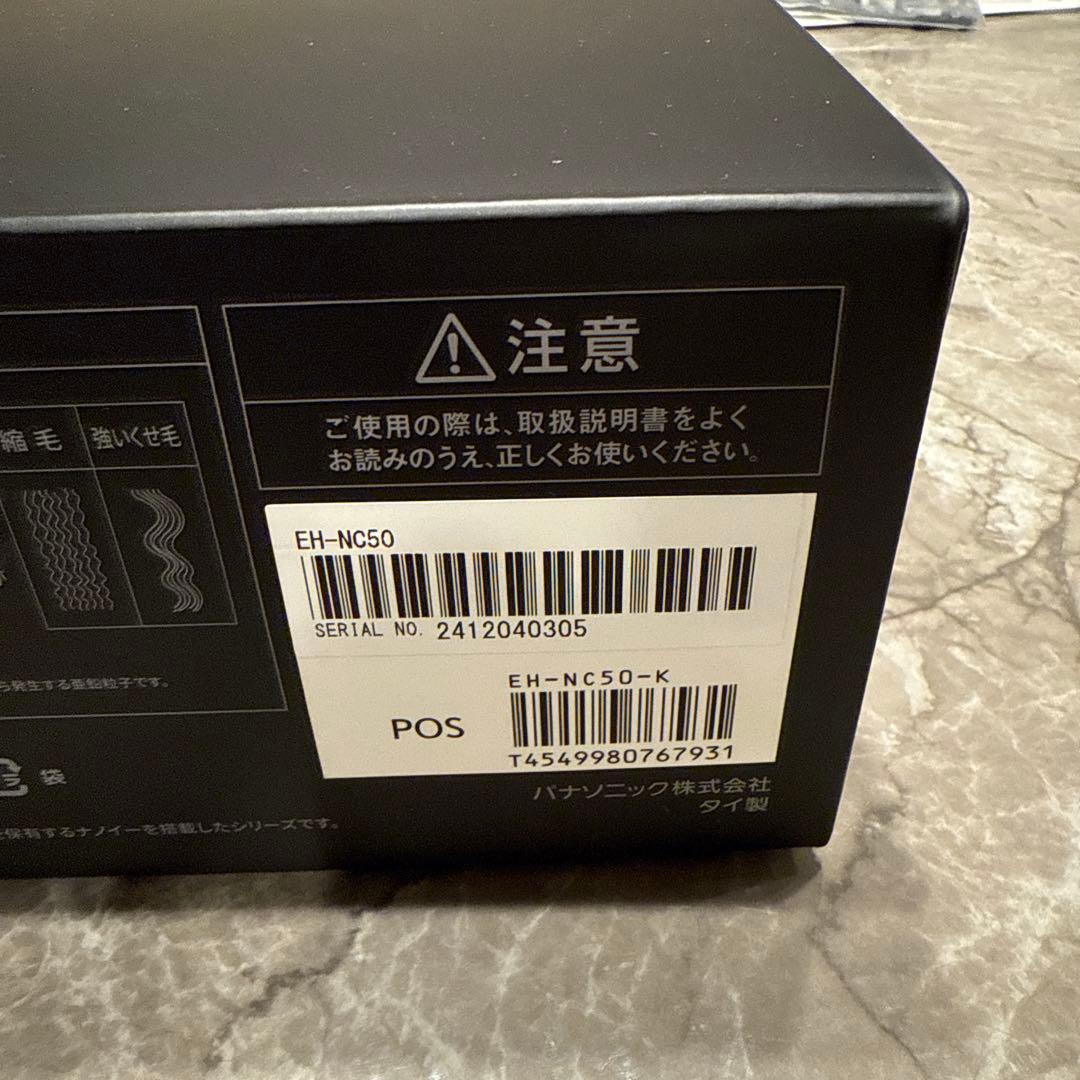 注意
ご使用の際は、取扱説明書をよく
お読みのうえ、正しくお使いください。
縮毛
強いくせ毛
EH-NC50
SERIAL NO. 2412040305
EH-NC50-K
POS
T4549980767931
ら発生する亜鉛粒子です。
袋
パナソニック株式会社
タイ製
保有するナノイーを搭載したシリーズです。